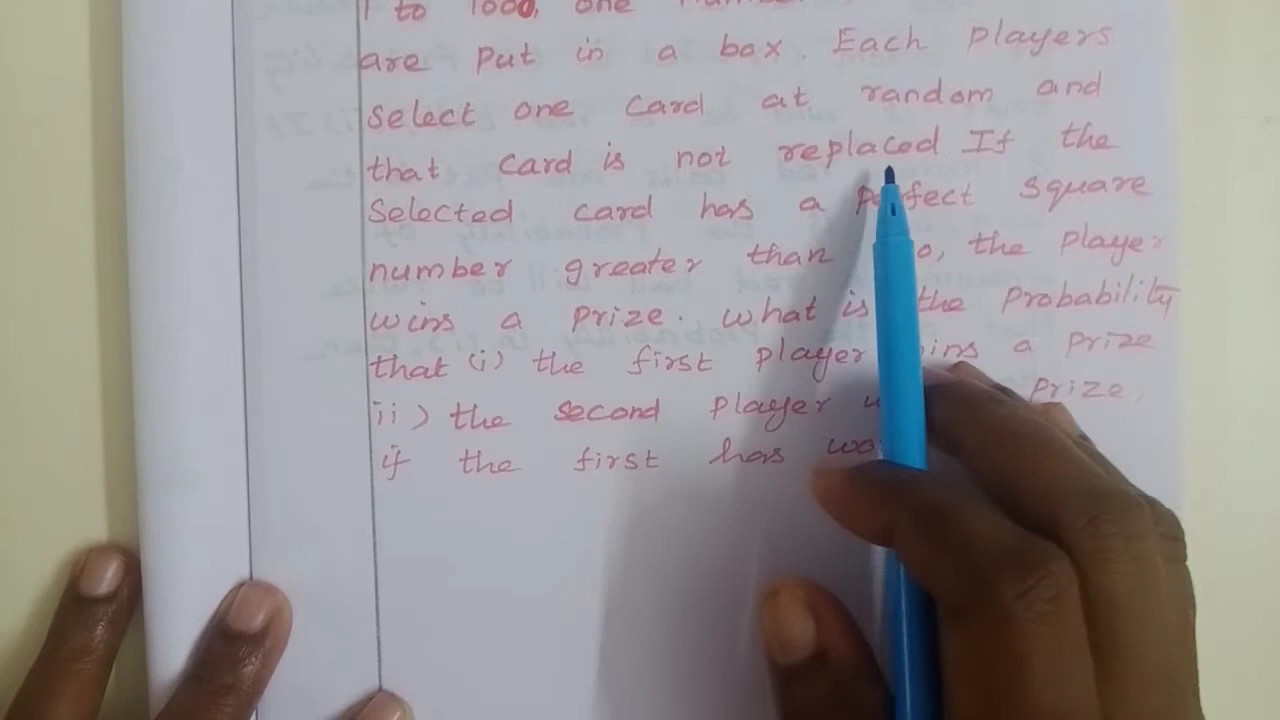 1 to 1000, one
are put in a box. Each players
select one card at random and
that card is not replaced. If the
selected card has a perfect square
number greater than the player
wins a prize. what is the probability
that (i) the first player a prize
ii) the second player prize,
if the first has